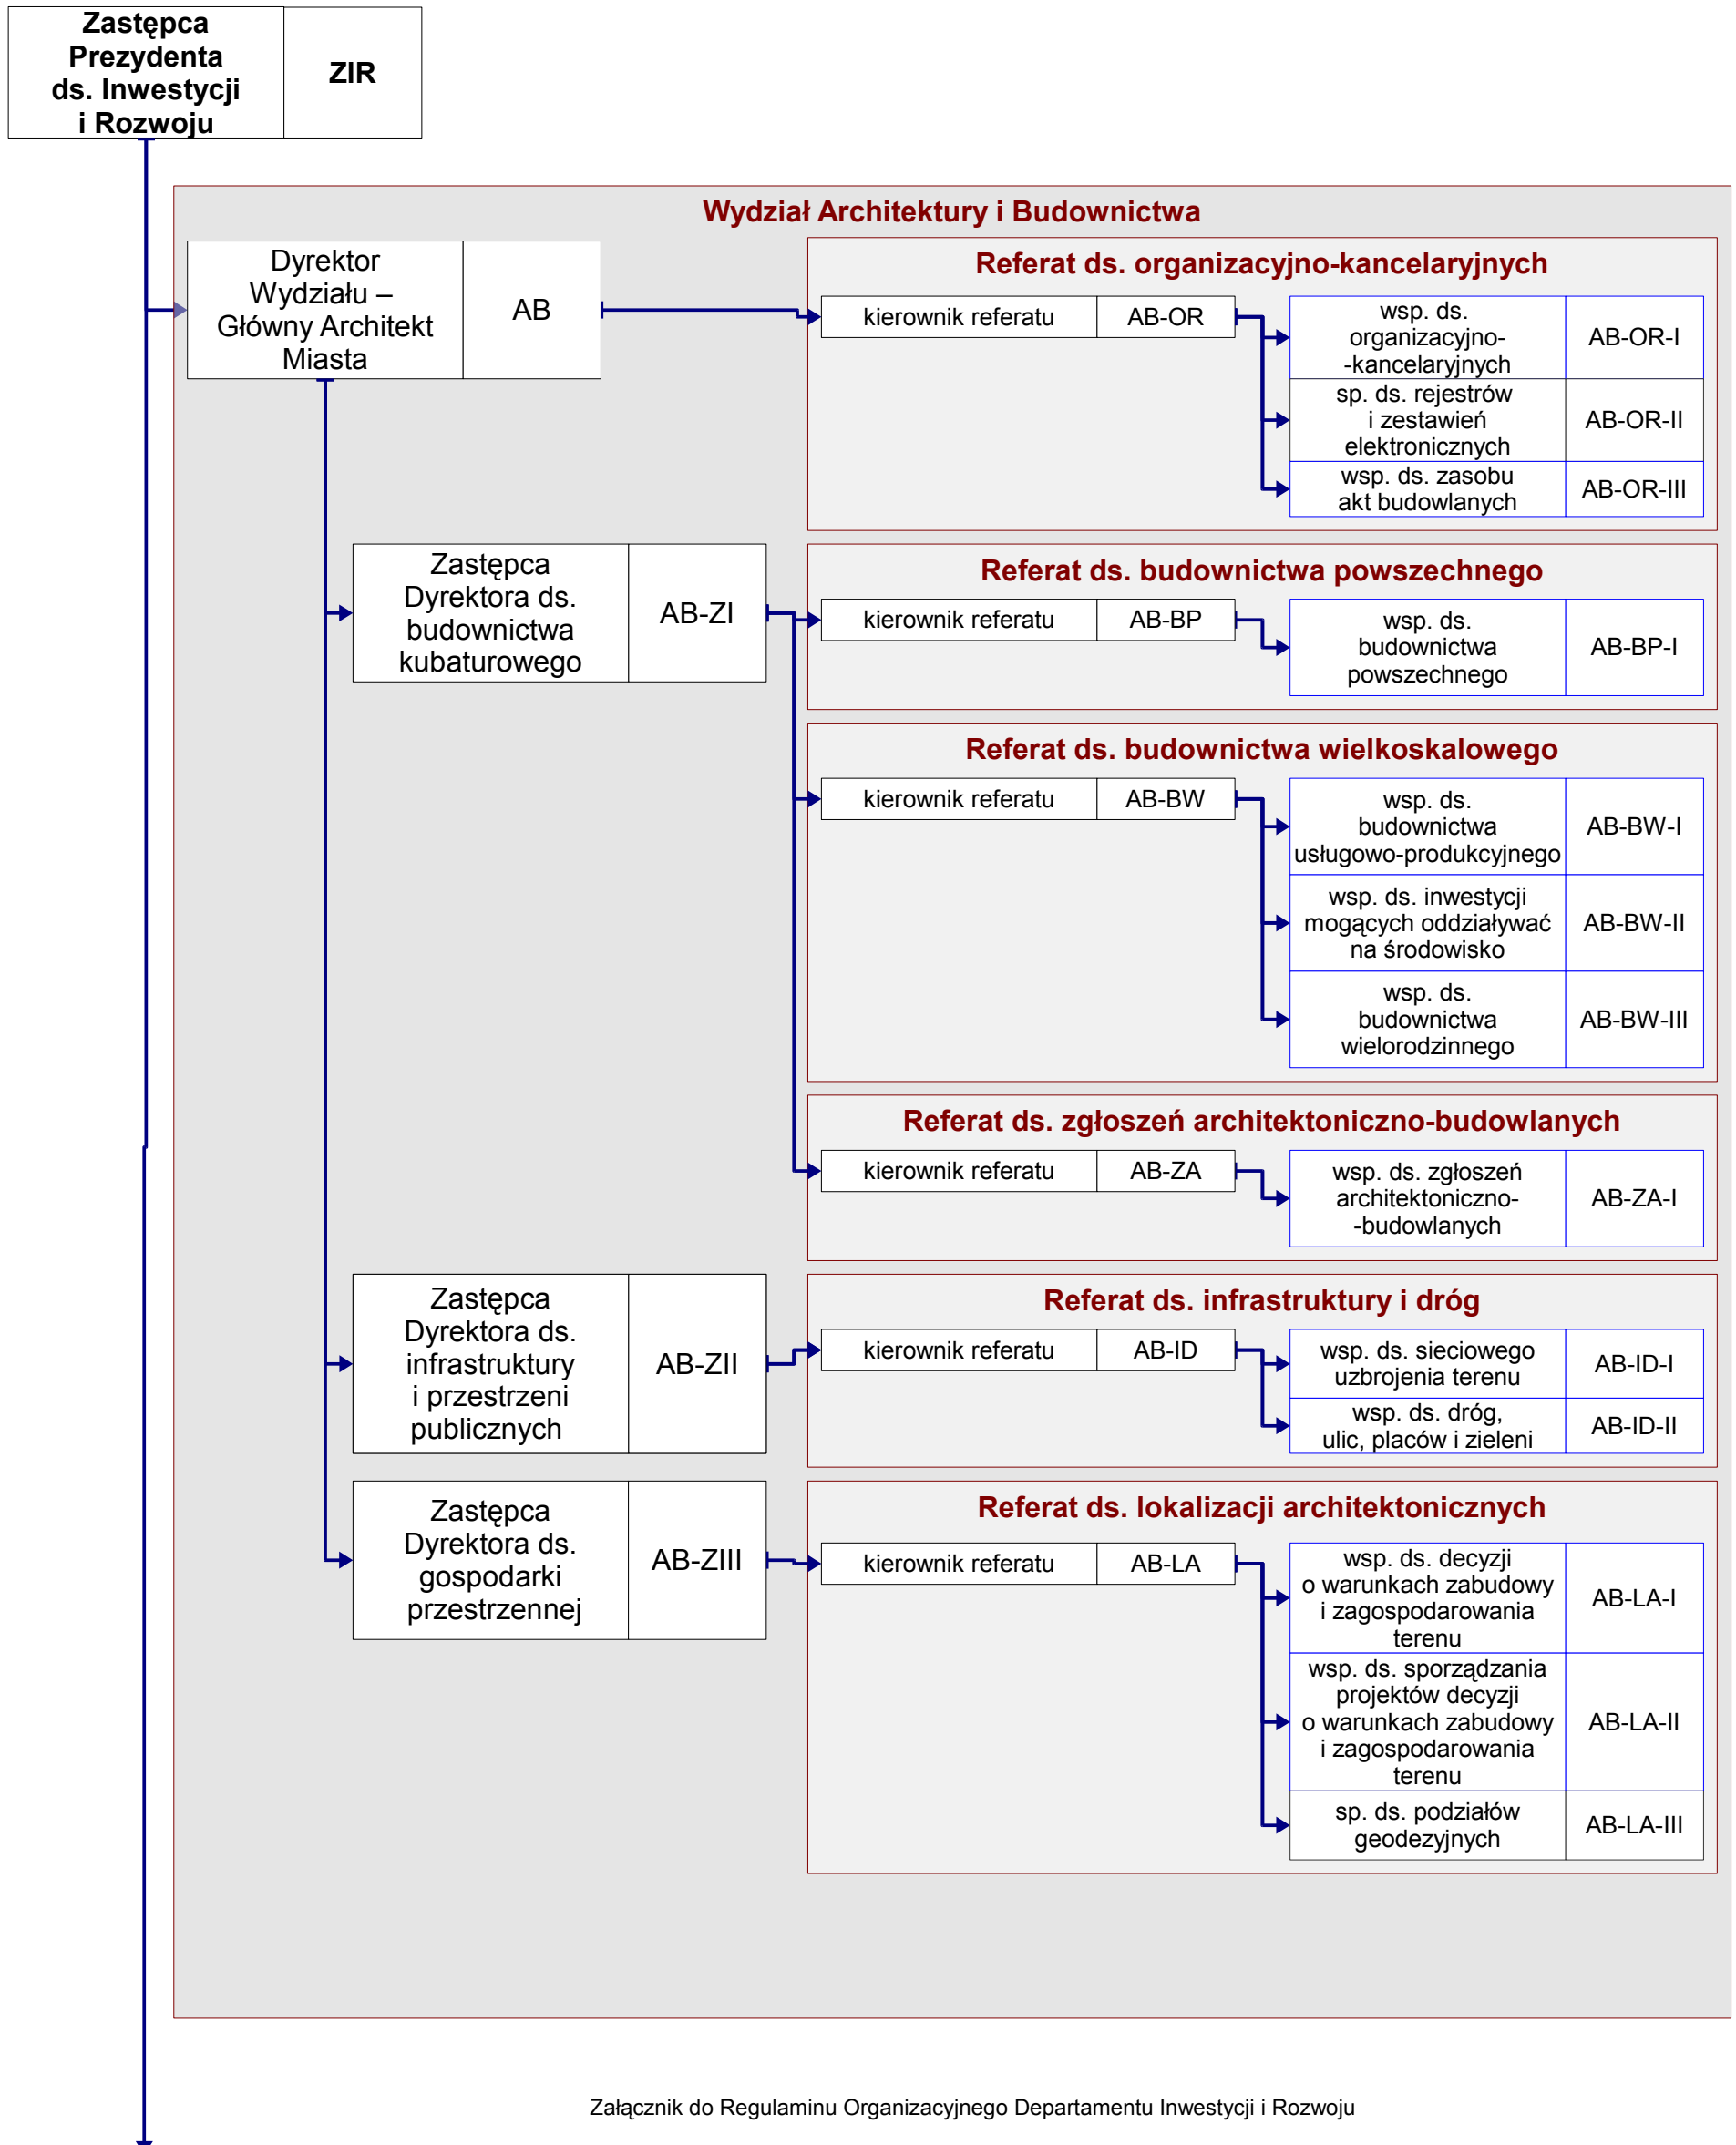 Zastępca
Prezydenta
ds. Inwestycji
i Rozwoju
ZIR
Wydział Architektury i Budownictwa
Dyrektor
Wydziału –
Główny Architekt
Miasta
AB
Referat ds. organizacyjno-kancelaryjnych
kierownik referatu
AB-OR
wsp. ds.
organizacyjno-
-kancelaryjnych
AB-OR-I
sp. ds. rejestrów
i zestawień
elektronicznych
AB-OR-II
wsp. ds. zasobu
akt budowlanych
AB-OR-III
Zastępca
Dyrektora ds.
budownictwa
kubaturowego
AB-ZI
Referat ds. budownictwa powszechnego
kierownik referatu
AB-BP
wsp. ds.
budownictwa
powszechnego
AB-BP-I
Referat ds. budownictwa wielkoskalowego
kierownik referatu
AB-BW
wsp. ds.
budownictwa
usługowo-produkcyjnego
AB-BW-I
wsp. ds. inwestycji
mogących oddziaływać
na środowisko
AB-BW-II
wsp. ds.
budownictwa
wielorodzinnego
AB-BW-III
Referat ds. zgłoszeń architektoniczno-budowlanych
kierownik referatu
AB-ZA
wsp. ds. zgłoszeń
architektoniczno-
-budowlanych
AB-ZA-I
Zastępca
Dyrektora ds.
infrastruktury
i przestrzeni
publicznych
AB-ZII
Referat ds. infrastruktury i dróg
kierownik referatu
AB-ID
wsp. ds. sieciowego
uzbrojenia terenu
AB-ID-I
wsp. ds. dróg,
ulic, placów i zieleni
AB-ID-II
Zastępca
Dyrektora ds.
gospodarki
przestrzennej
AB-ZIII
Referat ds. lokalizacji architektonicznych
kierownik referatu
AB-LA
wsp. ds. decyzji
o warunkach zabudowy
i zagospodarowania
terenu
AB-LA-I
wsp. ds. sporządzania
projektów decyzji
o warunkach zabudowy
i zagospodarowania
terenu
AB-LA-II
sp. ds. podziałów
geodezyjnych
AB-LA-III
Załącznik do Regulaminu Organizacyjnego Departamentu Inwestycji i Rozwoju